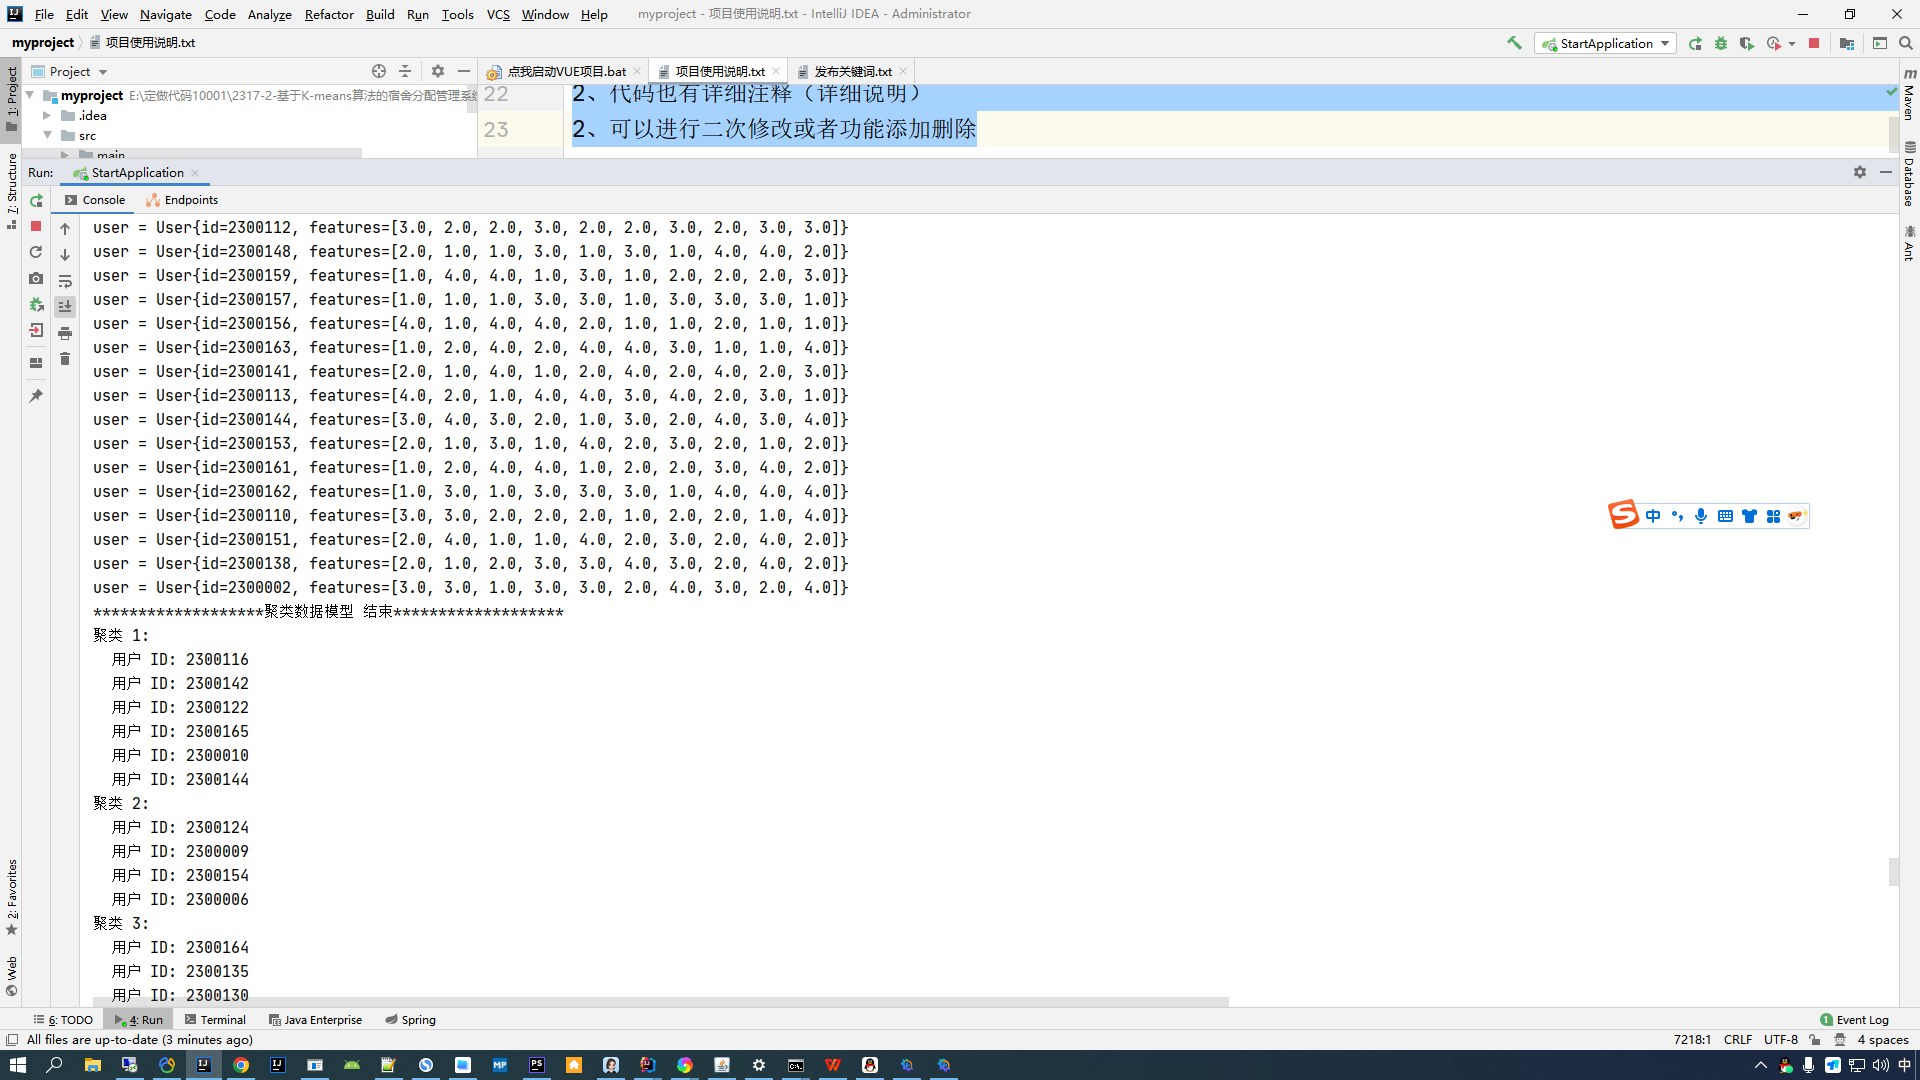 File Edit View Navigate Code Analyze Refactor Build Run Tools VCS Window Help myproject - 项目使用说明.txt - IntelliJ IDEA - Administrator
myproject 项目使用说明.txt StartApplication
Project 点我启动VUE项目.bat 项目使用说明.txt 发布关键词.txt
myproject E:\定做代码10001\2317-2-基于K-means算法的宿舍分配管理系统
.idea
src
main
22 2、代码也有详细注释（详细说明）
23 2、可以进行二次修改或者功能添加删除
1: Project
7: Structure
2: Favorites
Web
Maven
Database
Ant
Run: StartApplication
Console Endpoints
user = User{id=2300112, features=[3.0, 2.0, 2.0, 3.0, 2.0, 2.0, 3.0, 2.0, 3.0, 3.0]}
user = User{id=2300148, features=[2.0, 1.0, 1.0, 3.0, 1.0, 3.0, 1.0, 4.0, 4.0, 2.0]}
user = User{id=2300159, features=[1.0, 4.0, 4.0, 1.0, 3.0, 1.0, 2.0, 2.0, 2.0, 3.0]}
user = User{id=2300157, features=[1.0, 1.0, 1.0, 3.0, 3.0, 1.0, 3.0, 3.0, 3.0, 1.0]}
user = User{id=2300156, features=[4.0, 1.0, 4.0, 4.0, 2.0, 1.0, 1.0, 2.0, 1.0, 1.0]}
user = User{id=2300163, features=[1.0, 2.0, 4.0, 2.0, 4.0, 4.0, 3.0, 1.0, 1.0, 4.0]}
user = User{id=2300141, features=[2.0, 1.0, 4.0, 1.0, 2.0, 4.0, 2.0, 4.0, 2.0, 3.0]}
user = User{id=2300113, features=[4.0, 2.0, 1.0, 4.0, 4.0, 3.0, 4.0, 2.0, 3.0, 1.0]}
user = User{id=2300144, features=[3.0, 4.0, 3.0, 2.0, 1.0, 3.0, 2.0, 4.0, 3.0, 4.0]}
user = User{id=2300153, features=[2.0, 1.0, 3.0, 1.0, 4.0, 2.0, 3.0, 2.0, 1.0, 2.0]}
user = User{id=2300161, features=[1.0, 2.0, 4.0, 4.0, 1.0, 2.0, 2.0, 3.0, 4.0, 2.0]}
user = User{id=2300162, features=[1.0, 3.0, 1.0, 3.0, 3.0, 3.0, 1.0, 4.0, 4.0, 4.0]}
user = User{id=2300110, features=[3.0, 3.0, 2.0, 2.0, 2.0, 1.0, 2.0, 2.0, 1.0, 4.0]}
user = User{id=2300151, features=[2.0, 4.0, 1.0, 1.0, 4.0, 2.0, 3.0, 2.0, 4.0, 2.0]}
user = User{id=2300138, features=[2.0, 1.0, 2.0, 3.0, 3.0, 4.0, 3.0, 2.0, 4.0, 2.0]}
user = User{id=2300002, features=[3.0, 3.0, 1.0, 3.0, 3.0, 2.0, 4.0, 3.0, 2.0, 4.0]}
*******************聚类数据模型 结束*******************
聚类 1:
用户 ID: 2300116
用户 ID: 2300142
用户 ID: 2300122
用户 ID: 2300165
用户 ID: 2300010
用户 ID: 2300144
聚类 2:
用户 ID: 2300124
用户 ID: 2300009
用户 ID: 2300154
用户 ID: 2300006
聚类 3:
用户 ID: 2300164
用户 ID: 2300135
用户 ID: 2300130
中
6: TODO 4: Run Terminal Java Enterprise Spring 1 Event Log
All files are up-to-date (3 minutes ago) 7218:1 CRLF UTF-8 4 spaces
中